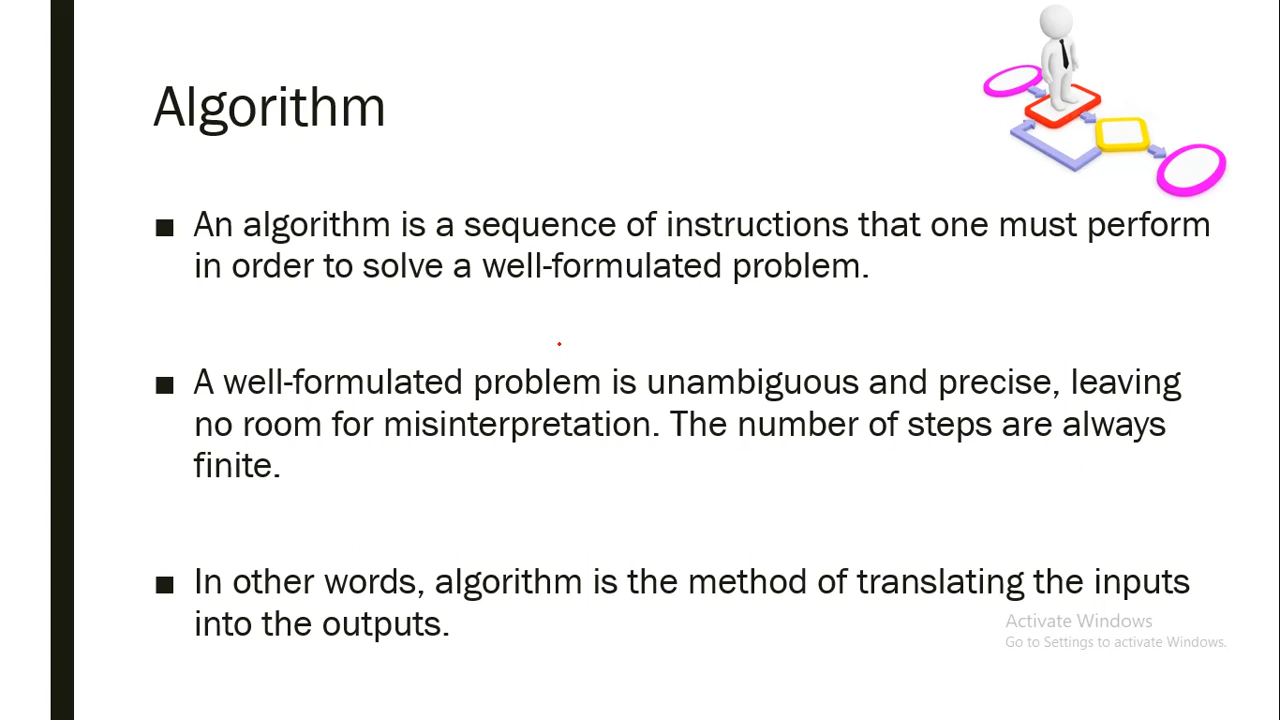 Algorithm
■ An algorithm is a sequence of instructions that one must perform
in order to solve a well-formulated problem.
■ A well-formulated problem is unambiguous and precise, leaving
no room for misinterpretation. The number of steps are always
finite.
■ In other words, algorithm is the method of translating the inputs
into the outputs.
Activate Windows
Go to Settings to activate Windows.